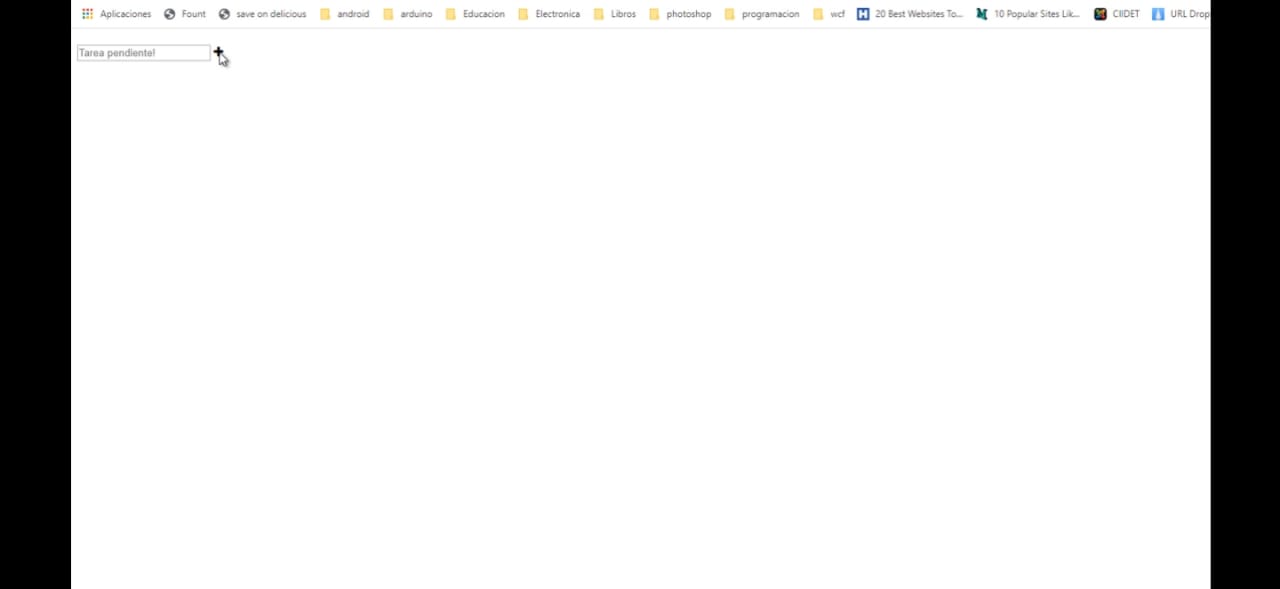 Aplicaciones Fount save on delicious android arduino Educacion Electronica Libros photoshop programacion wcf 20 Best Websites To... 10 Popular Sites Lik... CIIDET URL Drop
Tarea pendiente!